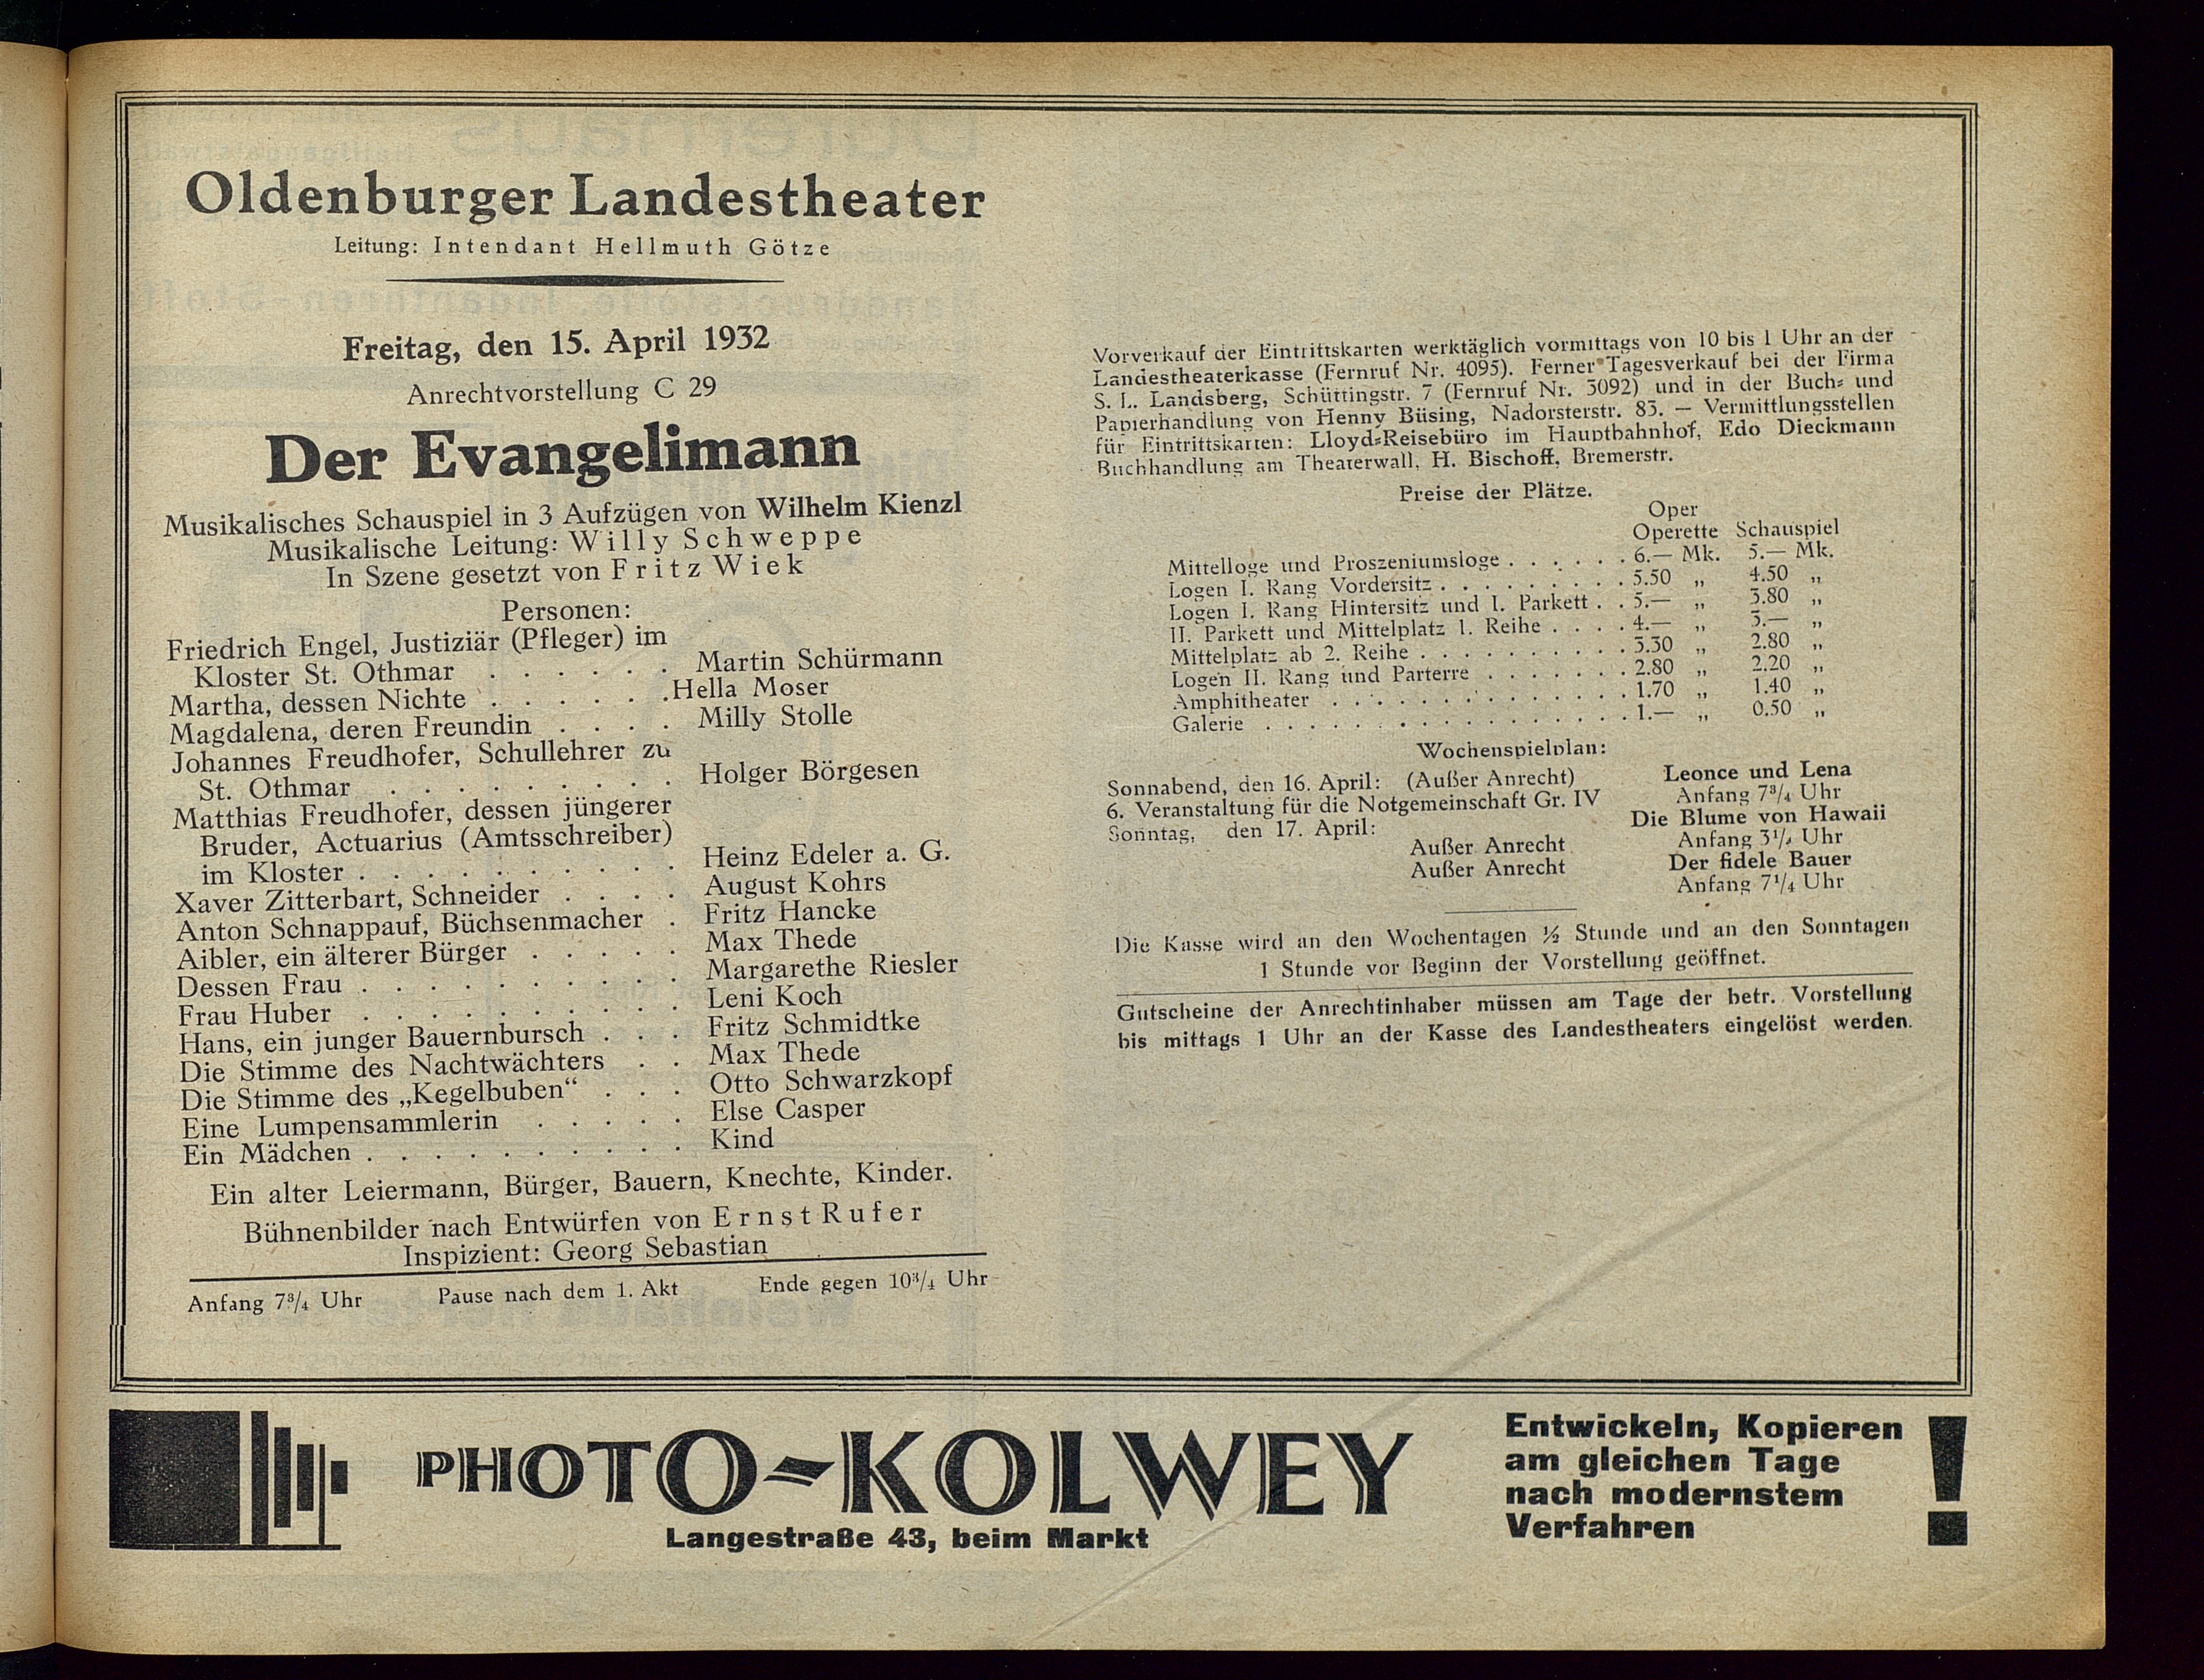 Oldenburger Landestheater
Leitung: Intendant Hellmuth Götze
Freitag, den 15. April 1932
Anrechtvorstellung C 29
Der Evangelimann
Musikalisches Schauspiel in 3 Aufzügen von Wilhelm Kienzl
Musikalische Leitung: Willy Schweppe
In Szene gesetzt von Fritz Wiek
Personen:
Friedrich Engel, Justiziär (Pfleger) im
Kloster St. Othmar . . . . . . Martin Schürmann
Martha, dessen Nichte . . . . . . Hella Moser
Magdalena, deren Freundin . . . . Milly Stolle
Johannes Freudhofer, Schullehrer zu
St. Othmar . . . . . . . . . Holger Börgesen
Matthias Freudhofer, dessen jüngerer
Bruder, Actuarius (Amtsschreiber)
im Kloster . . . . . . . . . . Heinz Edeler a. G.
Xaver Zitterbart, Schneider . . . . August Kohrs
Anton Schnappauf, Büchsenmacher . Fritz Hancke
Aibler, ein älterer Bürger . . . . . Max Thede
Dessen Frau . . . . . . . . . . Margarethe Riesler
Frau Huber . . . . . . . . . . Leni Koch
Hans, ein junger Bauernbursch . . . Fritz Schmidtke
Die Stimme des Nachtwächters . . Max Thede
Die Stimme des „Kegelbuben“ . . . Otto Schwarzkopf
Eine Lumpensammlerin . . . . . Else Casper
Ein Mädchen . . . . . . . . . . Kind
Ein alter Leiermann, Bürger, Bauern, Knechte, Kinder.
Bühnenbilder nach Entwürfen von Ernst Rufer
Inspizient: Georg Sebastian
Anfang 7¾ Uhr Pause nach dem 1. Akt Ende gegen 10¾ Uhr
Vorverkauf der Eintrittskarten werktäglich vormittags von 10 bis 1 Uhr an der
Landestheaterkasse (Fernruf Nr. 4095). Ferner Tagesverkauf bei der Firma
S. L. Landsberg, Schüttingstr. 7 (Fernruf Nr. 3092) und in der Buch- und
Papierhandlung von Henny Büsing, Nadorsterstr. 83. — Vermittlungsstellen
für Eintrittskarten: Lloyd-Reisebüro im Hauptbahnhof, Edo Dieckmann
Buchhandlung am Theaterwall, H. Bischoff, Bremerstr.
Preise der Plätze.
Oper
Operette Schauspiel
Mittelloge und Proszeniumsloge . . . . . . 6.— Mk. 5.— Mk.
Logen I. Rang Vordersitz . . . . . . . . . 5.50 „ 4.50 „
Logen I. Rang Hintersitz und I. Parkett . . 5.— „ 3.80 „
II. Parkett und Mittelplatz 1. Reihe . . . . 4.— „ 3.— „
Mittelplatz ab 2. Reihe . . . . . . . . . . 3.30 „ 2.80 „
Logen II. Rang und Parterre . . . . . . . 2.80 „ 2.20 „
Amphitheater . . . . . . . . . . . . . 1.70 „ 1.40 „
Galerie . . . . . . . . . . . . . . . . 1.— „ 0.50 „
Wochenspielplan:
Sonnabend, den 16. April: (Außer Anrecht) Leonce und Lena
6. Veranstaltung für die Notgemeinschaft Gr. IV Anfang 7¾ Uhr
Sonntag, den 17. April: Die Blume von Hawaii
Außer Anrecht Anfang 3 Uhr
Außer Anrecht Der fidele Bauer
Anfang 7¼ Uhr
Die Kasse wird an den Wochentagen ½ Stunde und an den Sonntagen
1 Stunde vor Beginn der Vorstellung geöffnet.
Gutscheine der Anrechtinhaber müssen am Tage der betr. Vorstellung
bis mittags 1 Uhr an der Kasse des Landestheaters eingelöst werden.
PHOTO-KOLWEY
Langestraße 43, beim Markt
Entwickeln, Kopieren
am gleichen Tage
nach modernstem
Verfahren !